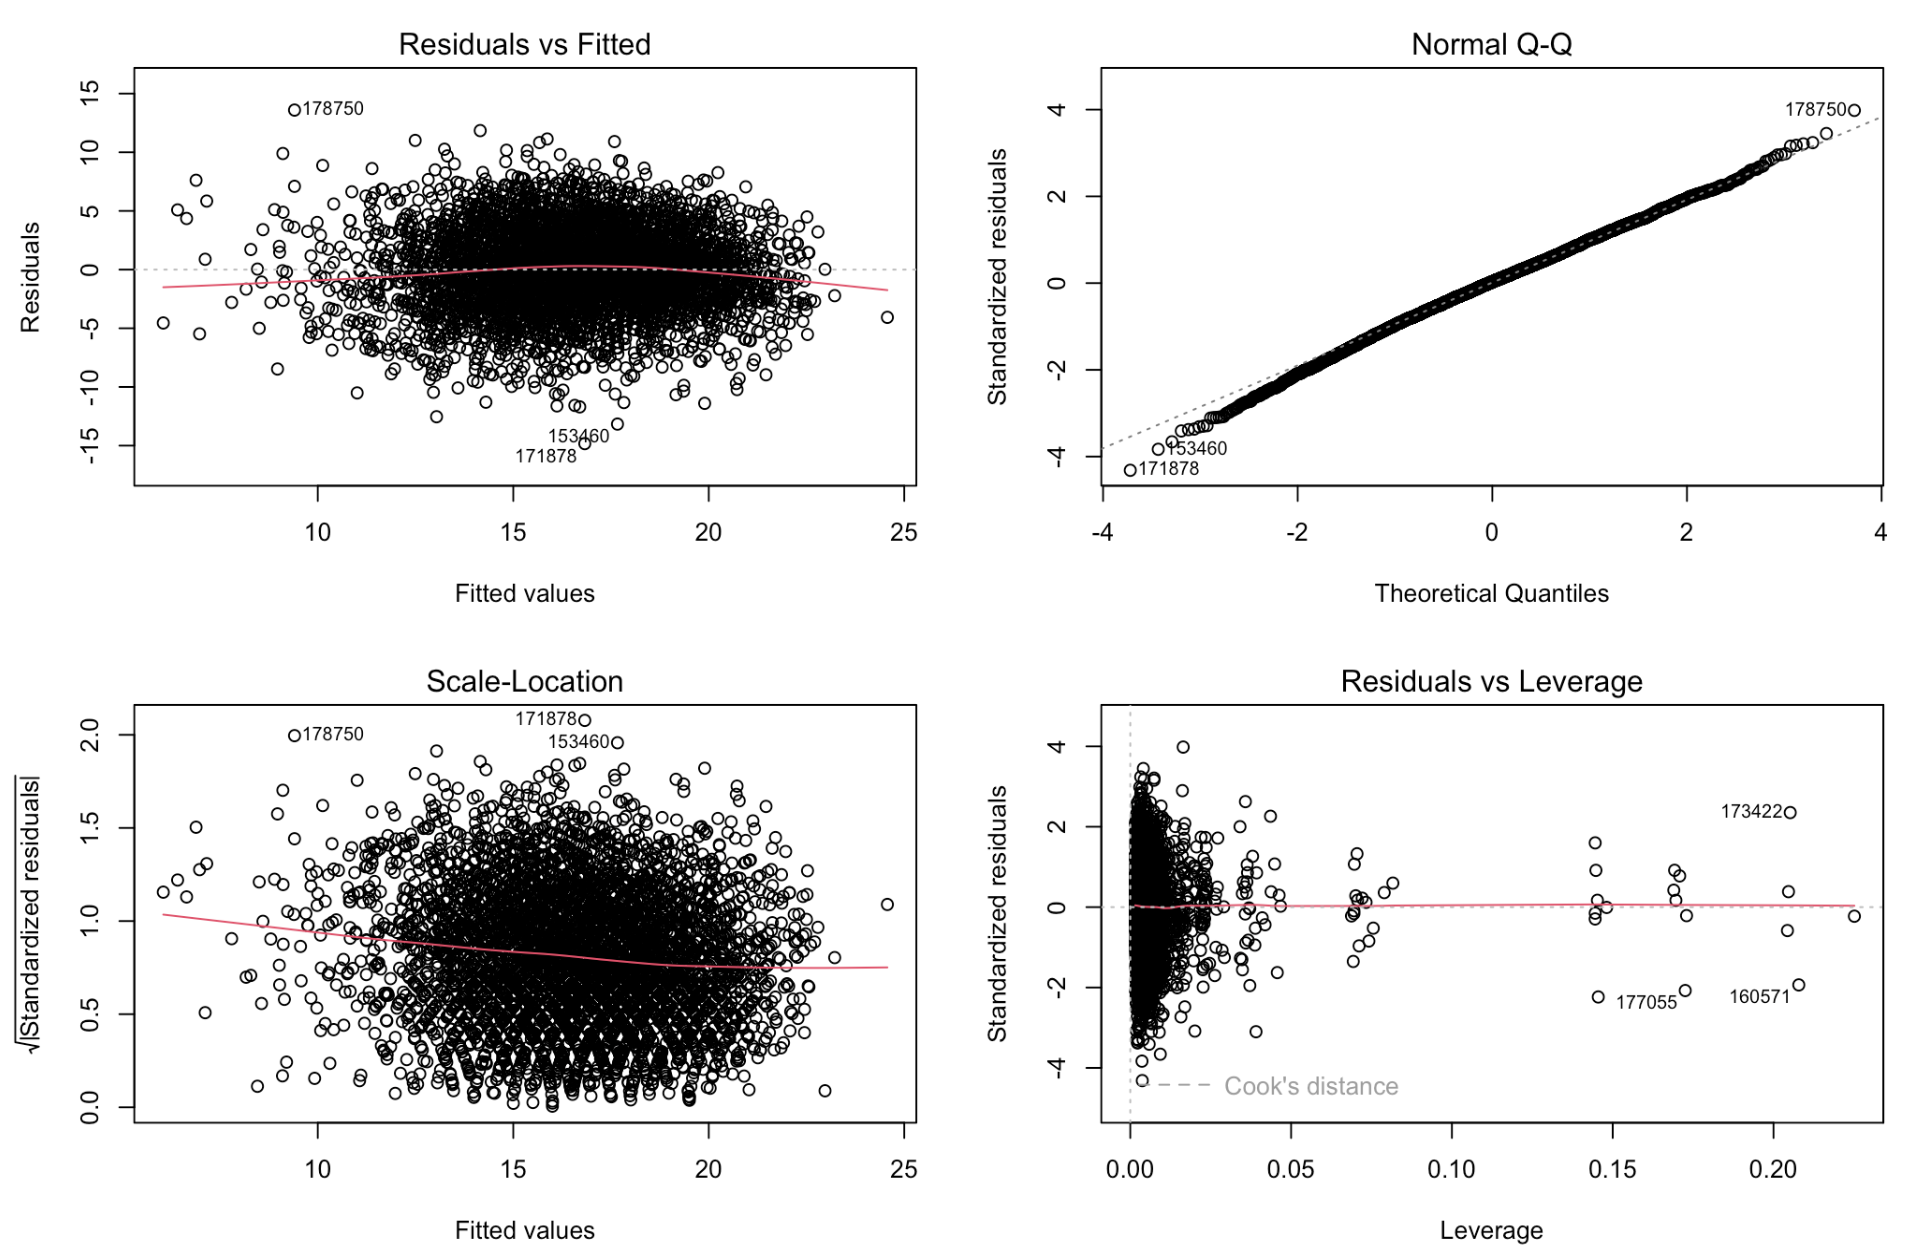 Residuals vs Fitted
Residuals
15
10
5
0
-5
-10
-15
178750
153460
171878
10 15 20 25
Fitted values
Normal Q-Q
Standardized residuals
4
2
0
-2
-4
178750
153460
171878
-4 -2 0 2 4
Theoretical Quantiles
Scale-Location
√|Standardized residuals|
2.0
1.5
1.0
0.5
0.0
178750
171878
153460
10 15 20 25
Fitted values
Residuals vs Leverage
Standardized residuals
4
2
0
-2
-4
173422
177055
160571
Cook's distance
0.00 0.05 0.10 0.15 0.20
Leverage